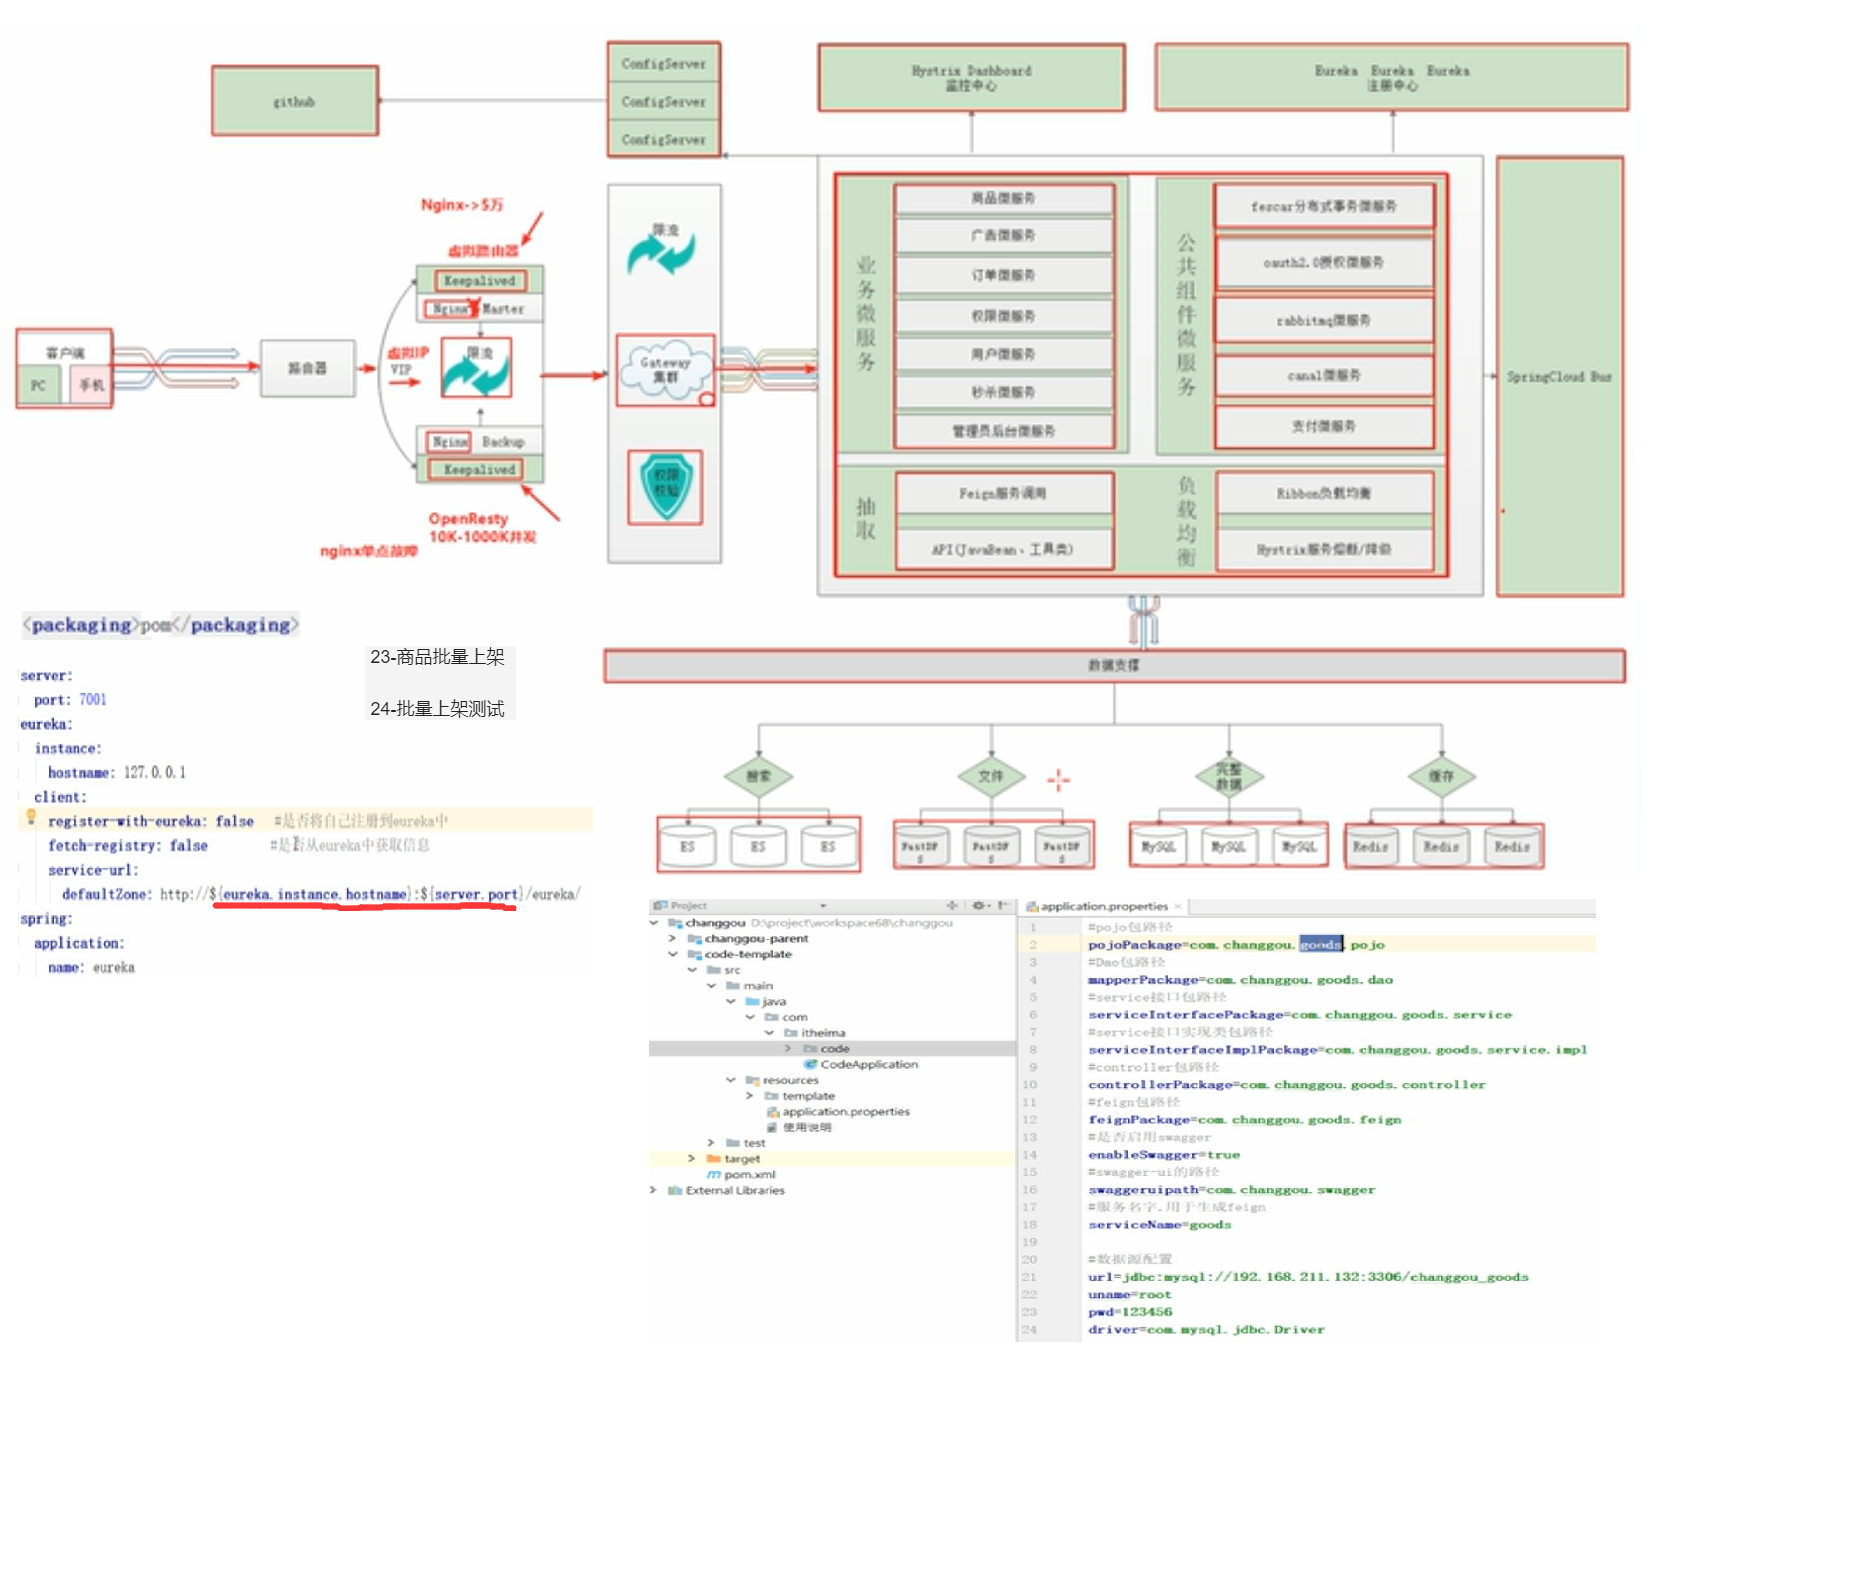 github
ConfigServer
ConfigServer
ConfigServer
Hystrix Dashboard
监控中心
Eureka Eureka Eureka
注册中心
Nginx->5万
虚拟路由器
Keepalived
Nginx Master
限流
虚拟IP
VIP
Nginx Backup
Keepalived
OpenResty
10K-1000K并发
nginx单点故障
客户端
PC
手机
路由器
限流
Gateway
集群
权限
校验
业务微服务
商品微服务
广告微服务
订单微服务
权限微服务
用户微服务
秒杀微服务
管理员后台微服务
公共组件微服务
fescar分布式事务微服务
oauth2.0授权微服务
rabbitmq微服务
canal微服务
支付微服务
抽取
Feign服务调用
API(JavaBean、工具类)
负载均衡
Ribbon负载均衡
Hystrix服务熔断/降级
SpringCloud Bus
数据支撑
搜索
文件
完整
数据
缓存
ES
ES
ES
FastDFS
FastDFS
FastDFS
MySQL
MySQL
MySQL
Redis
Redis
Redis
<packaging>pom</packaging>
23-商品批量上架
24-批量上架测试
server:
port: 7001
eureka:
instance:
hostname: 127.0.0.1
client:
register-with-eureka: false #是否将自己注册到eureka中
fetch-registry: false #是否从eureka中获取信息
service-url:
defaultZone: http://${eureka.instance.hostname}:${server.port}/eureka/
spring:
application:
name: eureka
Project
changgou D:\project\workspace68\changgou
changgou-parent
code-template
src
main
java
com
itheima
code
CodeApplication
resources
template
application.properties
使用说明
test
target
pom.xml
External Libraries
application.properties
1 #pojo包路径
2 pojoPackage=com.changgou.goods.pojo
3 #Dao包路径
4 mapperPackage=com.changgou.goods.dao
5 #service接口包路径
6 serviceInterfacePackage=com.changgou.goods.service
7 #service接口实现类包路径
8 serviceInterfaceImplPackage=com.changgou.goods.service.impl
9 #controller包路径
10 controllerPackage=com.changgou.goods.controller
11 #feign包路径
12 feignPackage=com.changgou.goods.feign
13 #是否启用swagger
14 enableSwagger=true
15 #swagger-ui的路径
16 swaggeruipath=com.changgou.swagger
17 #服务名字,用于生成feign
18 serviceName=goods
19
20 #数据源配置
21 url=jdbc:mysql://192.168.211.132:3306/changgou_goods
22 uname=root
23 pwd=123456
24 driver=com.mysql.jdbc.Driver